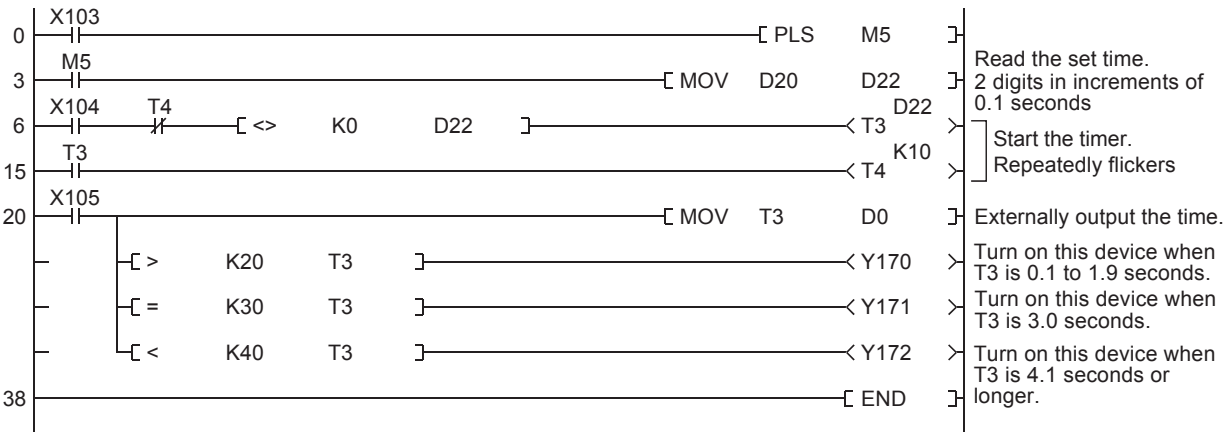 X103
0 PLS M5
Read the set time.
M5
3 MOV D20 D22
2 digits in increments of
0.1 seconds
X104 T4 D22
6 <> K0 D22 T3
Start the timer.
T3 K10
Repeatedly flickers
15 T4
X105
20 MOV T3 D0 Externally output the time.
> K20 T3 Y170
Turn on this device when
T3 is 0.1 to 1.9 seconds.
= K30 T3 Y171
Turn on this device when
T3 is 3.0 seconds.
< K40 T3 Y172
Turn on this device when
T3 is 4.1 seconds or
longer.
38 END